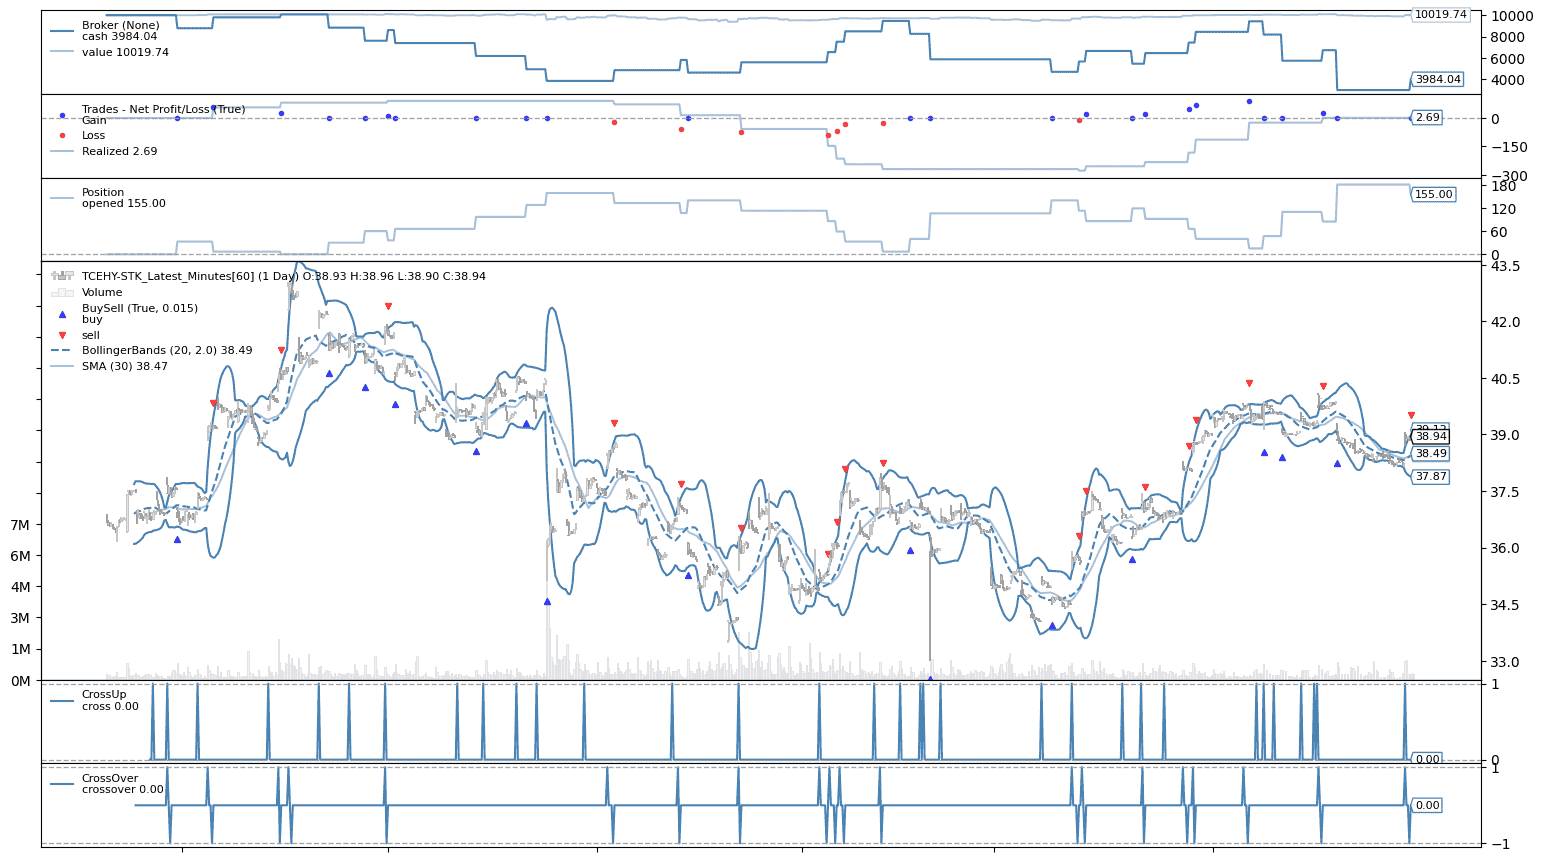 Broker (None)
cash 3984.04
value 10019.74
10019.74
10000
8000
6000
4000
3984.04
Trades - Net Profit/Loss (True)
Gain
Loss
Realized 2.69
2.69
0
−150
−300
Position
opened 155.00
155.00
180
120
60
0
TCEHY-STK_Latest_Minutes[60] (1 Day) O:38.93 H:38.96 L:38.90 C:38.94
Volume
BuySell (True, 0.015)
buy
sell
BollingerBands (20, 2.0) 38.49
SMA (30) 38.47
43.5
42.0
40.5
39.0
37.5
36.0
34.5
33.0
38.94
38.49
37.87
7M
6M
4M
3M
1M
0M
CrossUp
cross 0.00
1
0
0.00
CrossOver
crossover 0.00
1
0.00
−1